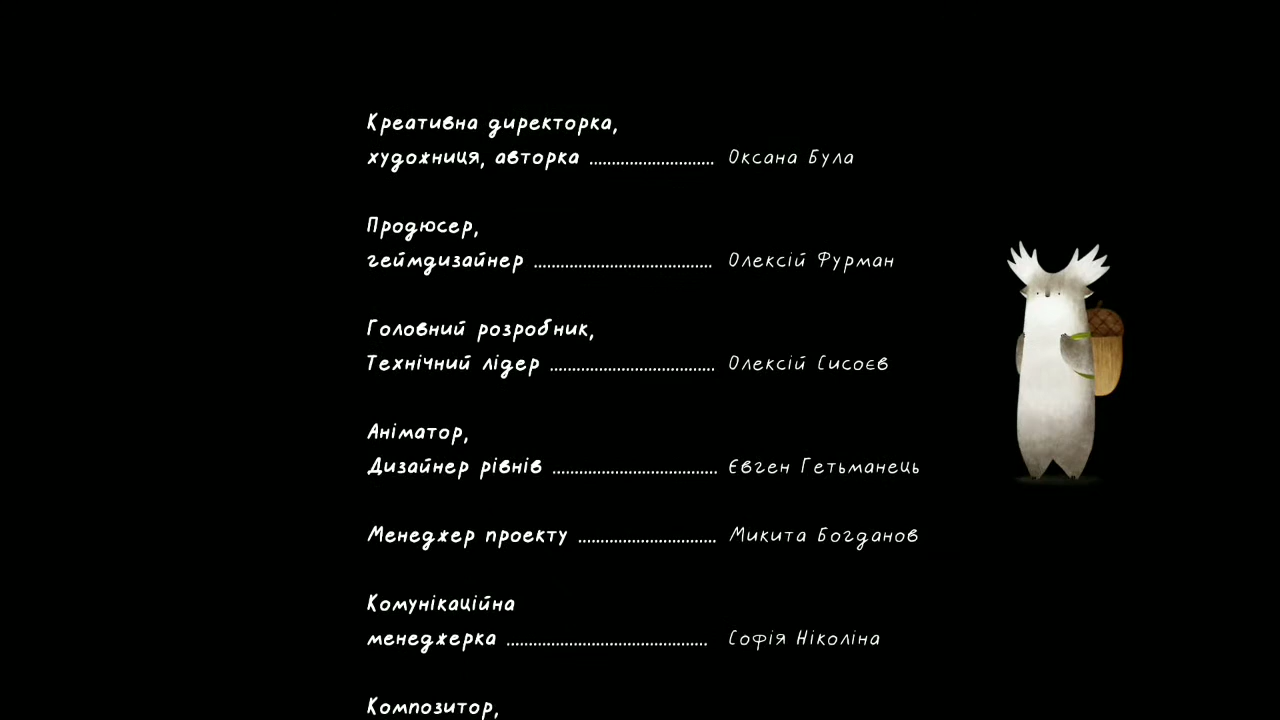 Креативна директорка,
художниця, авторка ............................ Оксана Була
Продюсер,
геймдизайнер ........................................ Олексій Фурман
Головний розробник,
Технічний лідер ..................................... Олексій Сисоєв
Аніматор,
Дизайнер рівнів ..................................... Євген Гетьманець
Менеджер проекту ............................... Микита Богданов
Комунікаційна
менеджерка ............................................. Софія Ніколіна
Композитор,